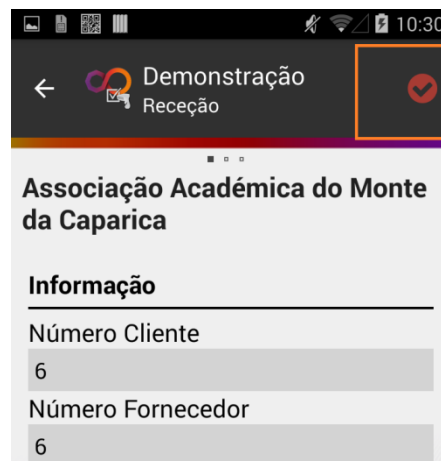 10:30
Demonstração
Receção
Associação Académica do Monte
da Caparica
Informação
Número Cliente
6
Número Fornecedor
6